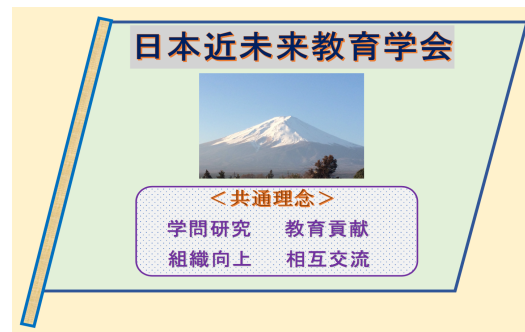 日本近未来教育学会
＜共通理念＞
学問研究　　教育貢献
組織向上　　相互交流